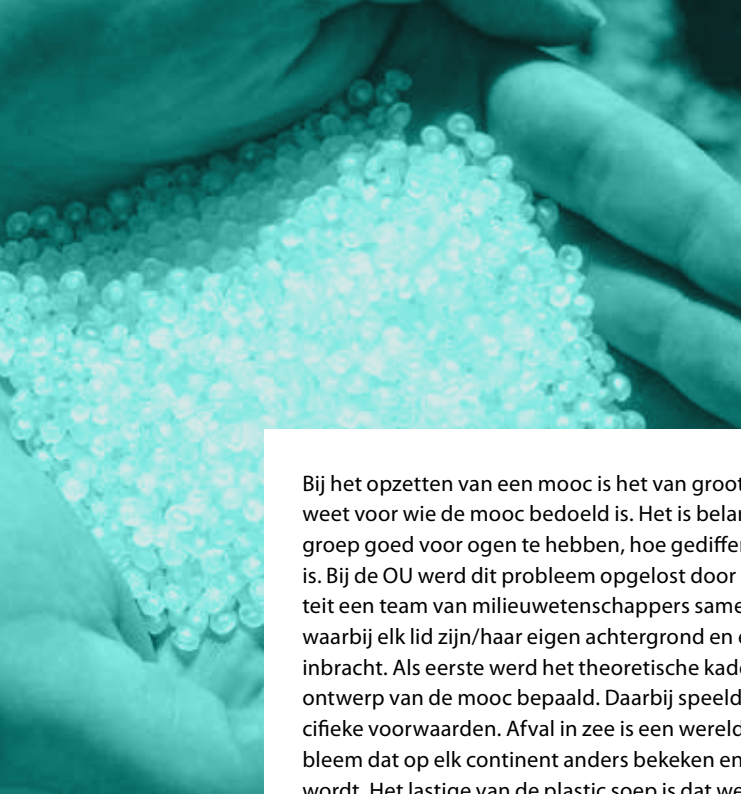 Bij het opzetten van een mooc is het van groot
weet voor wie de mooc bedoeld is. Het is
groep goed voor ogen te hebben, hoe
is. Bij de OU werd dit probleem opgelost door
teit een team van milieuwetenschappers
waarbij elk lid zijn/haar eigen achtergrond en
inbracht. Als eerste werd het theoretische
ontwerp van de mooc bepaald. Daarbij
cifieke voorwaarden. Afval in zee is een
bleem dat op elk continent anders bekeken en
wordt. Het lastige van de plastic soep is dat we